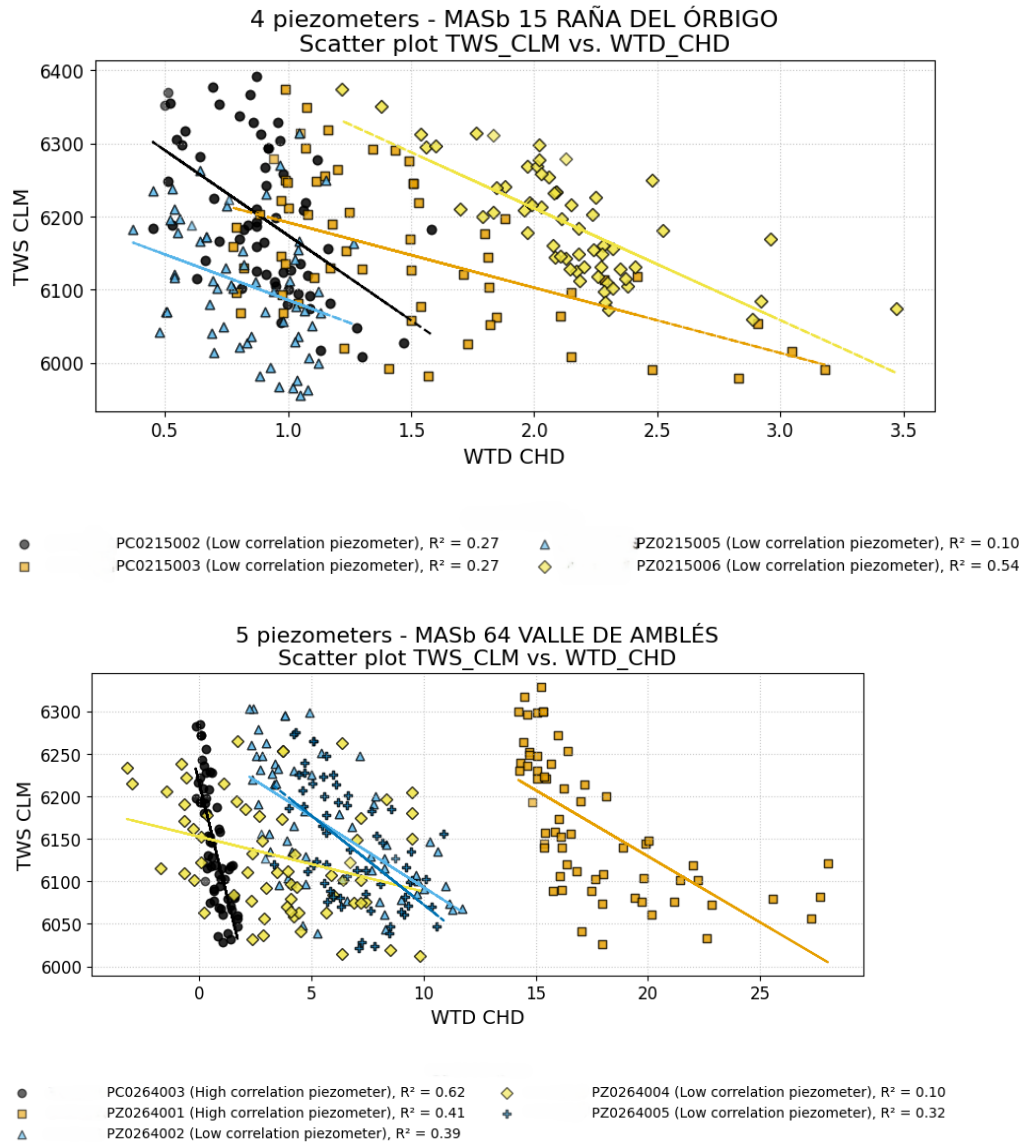 4 piezometers - MASb 15 RAÑA DEL ÓRBIGO
Scatter plot TWS_CLM vs. WTD_CHD
6400
6300
6200
6100
6000
TWS CLM
0.5 1.0 1.5 2.0 2.5 3.0 3.5
WTD CHD
PC0215002 (Low correlation piezometer), R² = 0.27 PZ0215005 (Low correlation piezometer), R² = 0.10
PC0215003 (Low correlation piezometer), R² = 0.27 PZ0215006 (Low correlation piezometer), R² = 0.54
5 piezometers - MASb 64 VALLE DE AMBLÉS
Scatter plot TWS_CLM vs. WTD_CHD
6300
6250
6200
6150
6100
6050
6000
TWS CLM
0 5 10 15 20 25
WTD CHD
PC0264003 (High correlation piezometer), R² = 0.62 PZ0264004 (Low correlation piezometer), R² = 0.10
PZ0264001 (High correlation piezometer), R² = 0.41 PZ0264005 (Low correlation piezometer), R² = 0.32
PZ0264002 (Low correlation piezometer), R² = 0.39